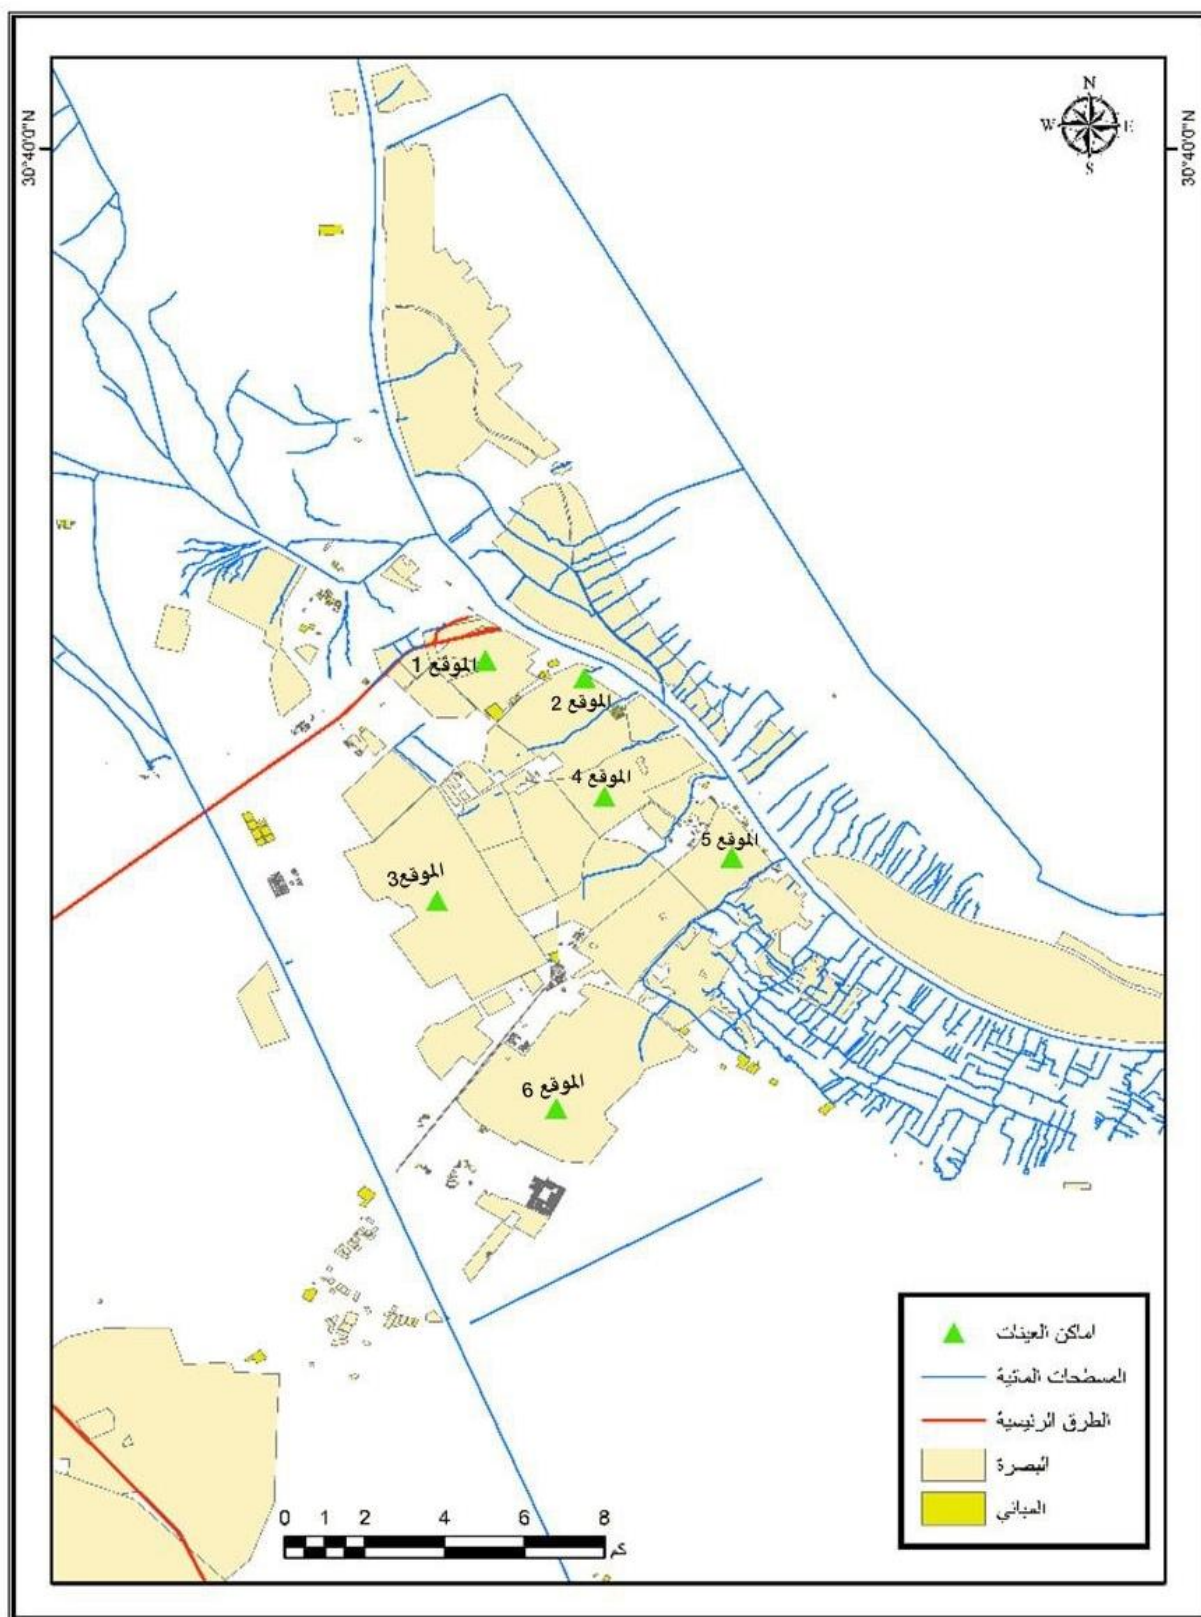 N
W E
S
30°40'0"N
30°40'0"N
الموقع 1
الموقع 2
الموقع 4
الموقع 5
الموقع3
الموقع 6
اماكن العينات
المسطحات المائية
الطرق الرئيسية
البصرة
المباني
0 1 2 4 6 8
كم